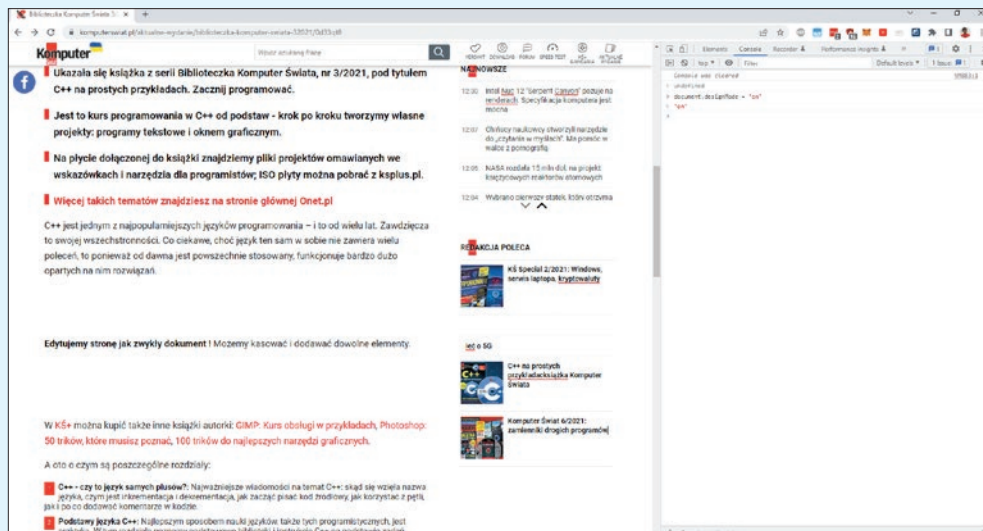 Biblioteczka Komputer Świata 3
komputerswiat.pl/aktualne-wydanie/biblioteczka-komputer-swiata-32021/0d33cj8
Komputer
Wpisz szukaną frazę
WERDYKT DOWNLOAD FORUM SPEED TEST
Ukazała się książka z serii Biblioteczka Komputer Świata, nr 3/2021, pod tytułem
C++ na prostych przykładach. Zacznij programować.
Jest to kurs programowania w C++ od podstaw - krok po kroku tworzymy własne
projekty: programy tekstowe i oknem graficznym.
Na płycie dołączonej do książki znajdziemy pliki projektów omawianych we
wskazówkach i narzędzia dla programistów; ISO płyty można pobrać z ksplus.pl.
Więcej takich tematów znajdziesz na stronie głównej Onet.pl
C++ jest jednym z najpopularniejszych języków programowania – i to od wielu lat. Zawdzięcza
to swojej wszechstronności. Co ciekawe, choć język ten sam w sobie nie zawiera wielu
poleceń, to ponieważ od dawna jest powszechnie stosowany, funkcjonuje bardzo dużo
opartych na nim rozwiązań.
Edytujemy stronę jak zwykły dokument ! Możemy kasować i dodawać dowolne elementy.
W KŚ+ można kupić także inne książki autorki: GIMP: Kurs obsługi w przykładach, Photoshop:
50 trików, które musisz poznać, 100 trików do najlepszych narzędzi graficznych.
A oto o czym są poszczególne rozdziały:
C++ - czy to język samych plusów?: Najważniejsze wiadomości na temat C++: skąd się wzięła nazwa
języka, czym jest inkrementacja i dekrementacja, jak zacząć pisać kod źródłowy, jak korzystać z pętli,
jak i po co dodawać komentarze w kodzie.
Podstawy języka C++: Najlepszym sposobem nauki języków, także tych programistycznych, jest
NAJNOWSZE
12:30 Intel Nuc 12 "Serpent Canyon" pozuje na
renderach. Specyfikacja komputera jest
mocna
12:07 Chińscy naukowcy stworzyli narzędzie
do „czytania w myślach". Ma pomóc w
walce z pornografią.
12:05 NASA rozdała 15 mln dol. na projekt
księżycowych reaktorów atomowych
12:04 Wybrano pierwszy statek, który otrzyma
REDAKCJA POLECA
KŚ Special 2/2021: Windows,
serwis laptopa, kryptowaluty
ieć o 5G
C++ na prostych
przykładacksiążka Komputer
Świata
Komputer Świat 6/2021:
zamienniki drogich programów
Elements Console Recorder Performance insights
top Filter Default levels 1 Issue: 1
Console was cleared
undefined
document.designMode = "on"
"on"